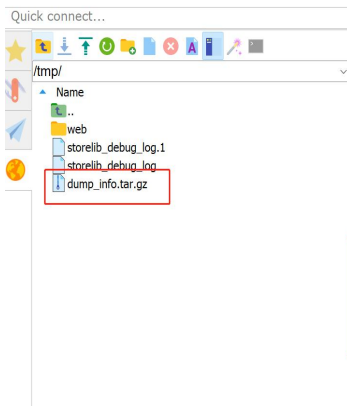 Quick connect...
/tmp/
Name
..
web
storelib_debug_log.1
storelib_debug_log
dump_info.tar.gz